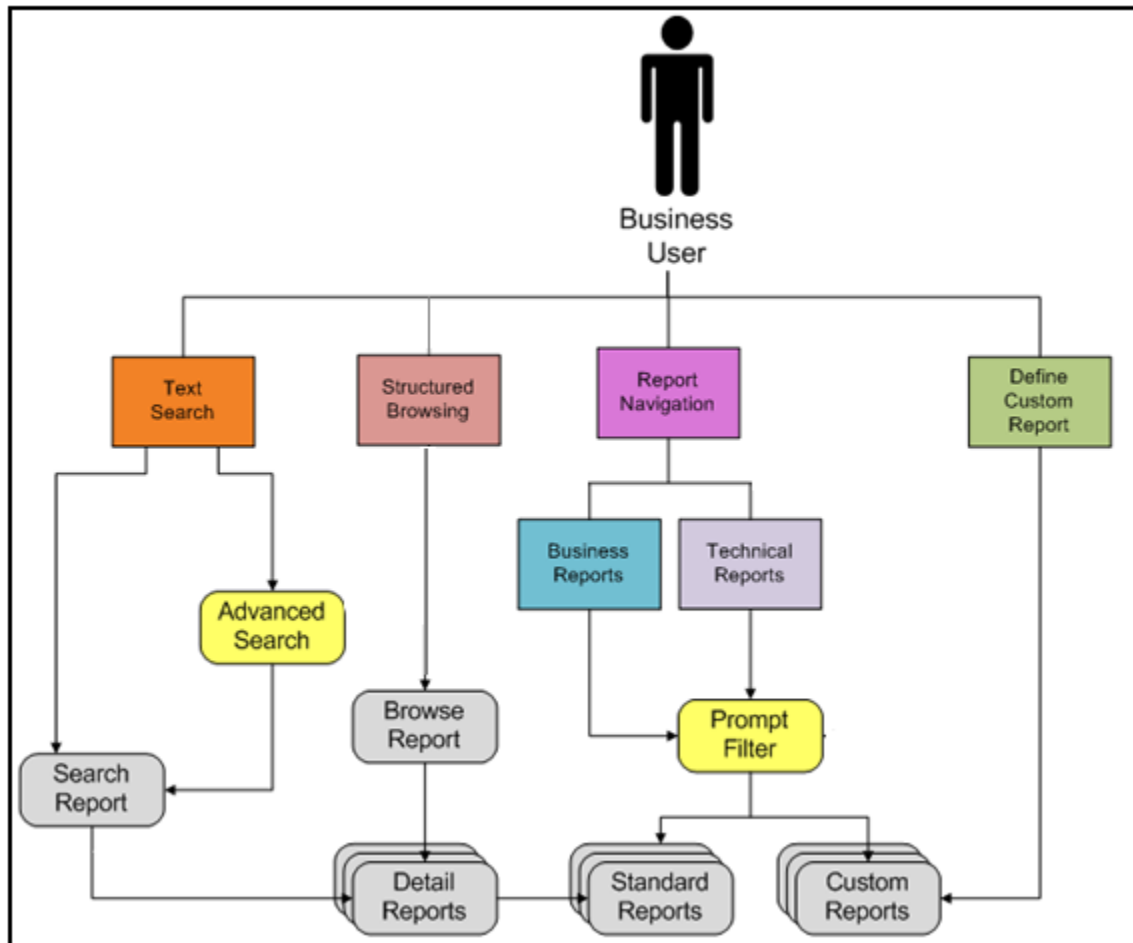 Business
User
Text
Search
Structured
Browsing
Report
Navigation
Define
Custom
Report
Business
Reports
Technical
Reports
Advanced
Search
Browse
Report
Prompt
Filter
Search
Report
Detail
Reports
Standard
Reports
Custom
Reports